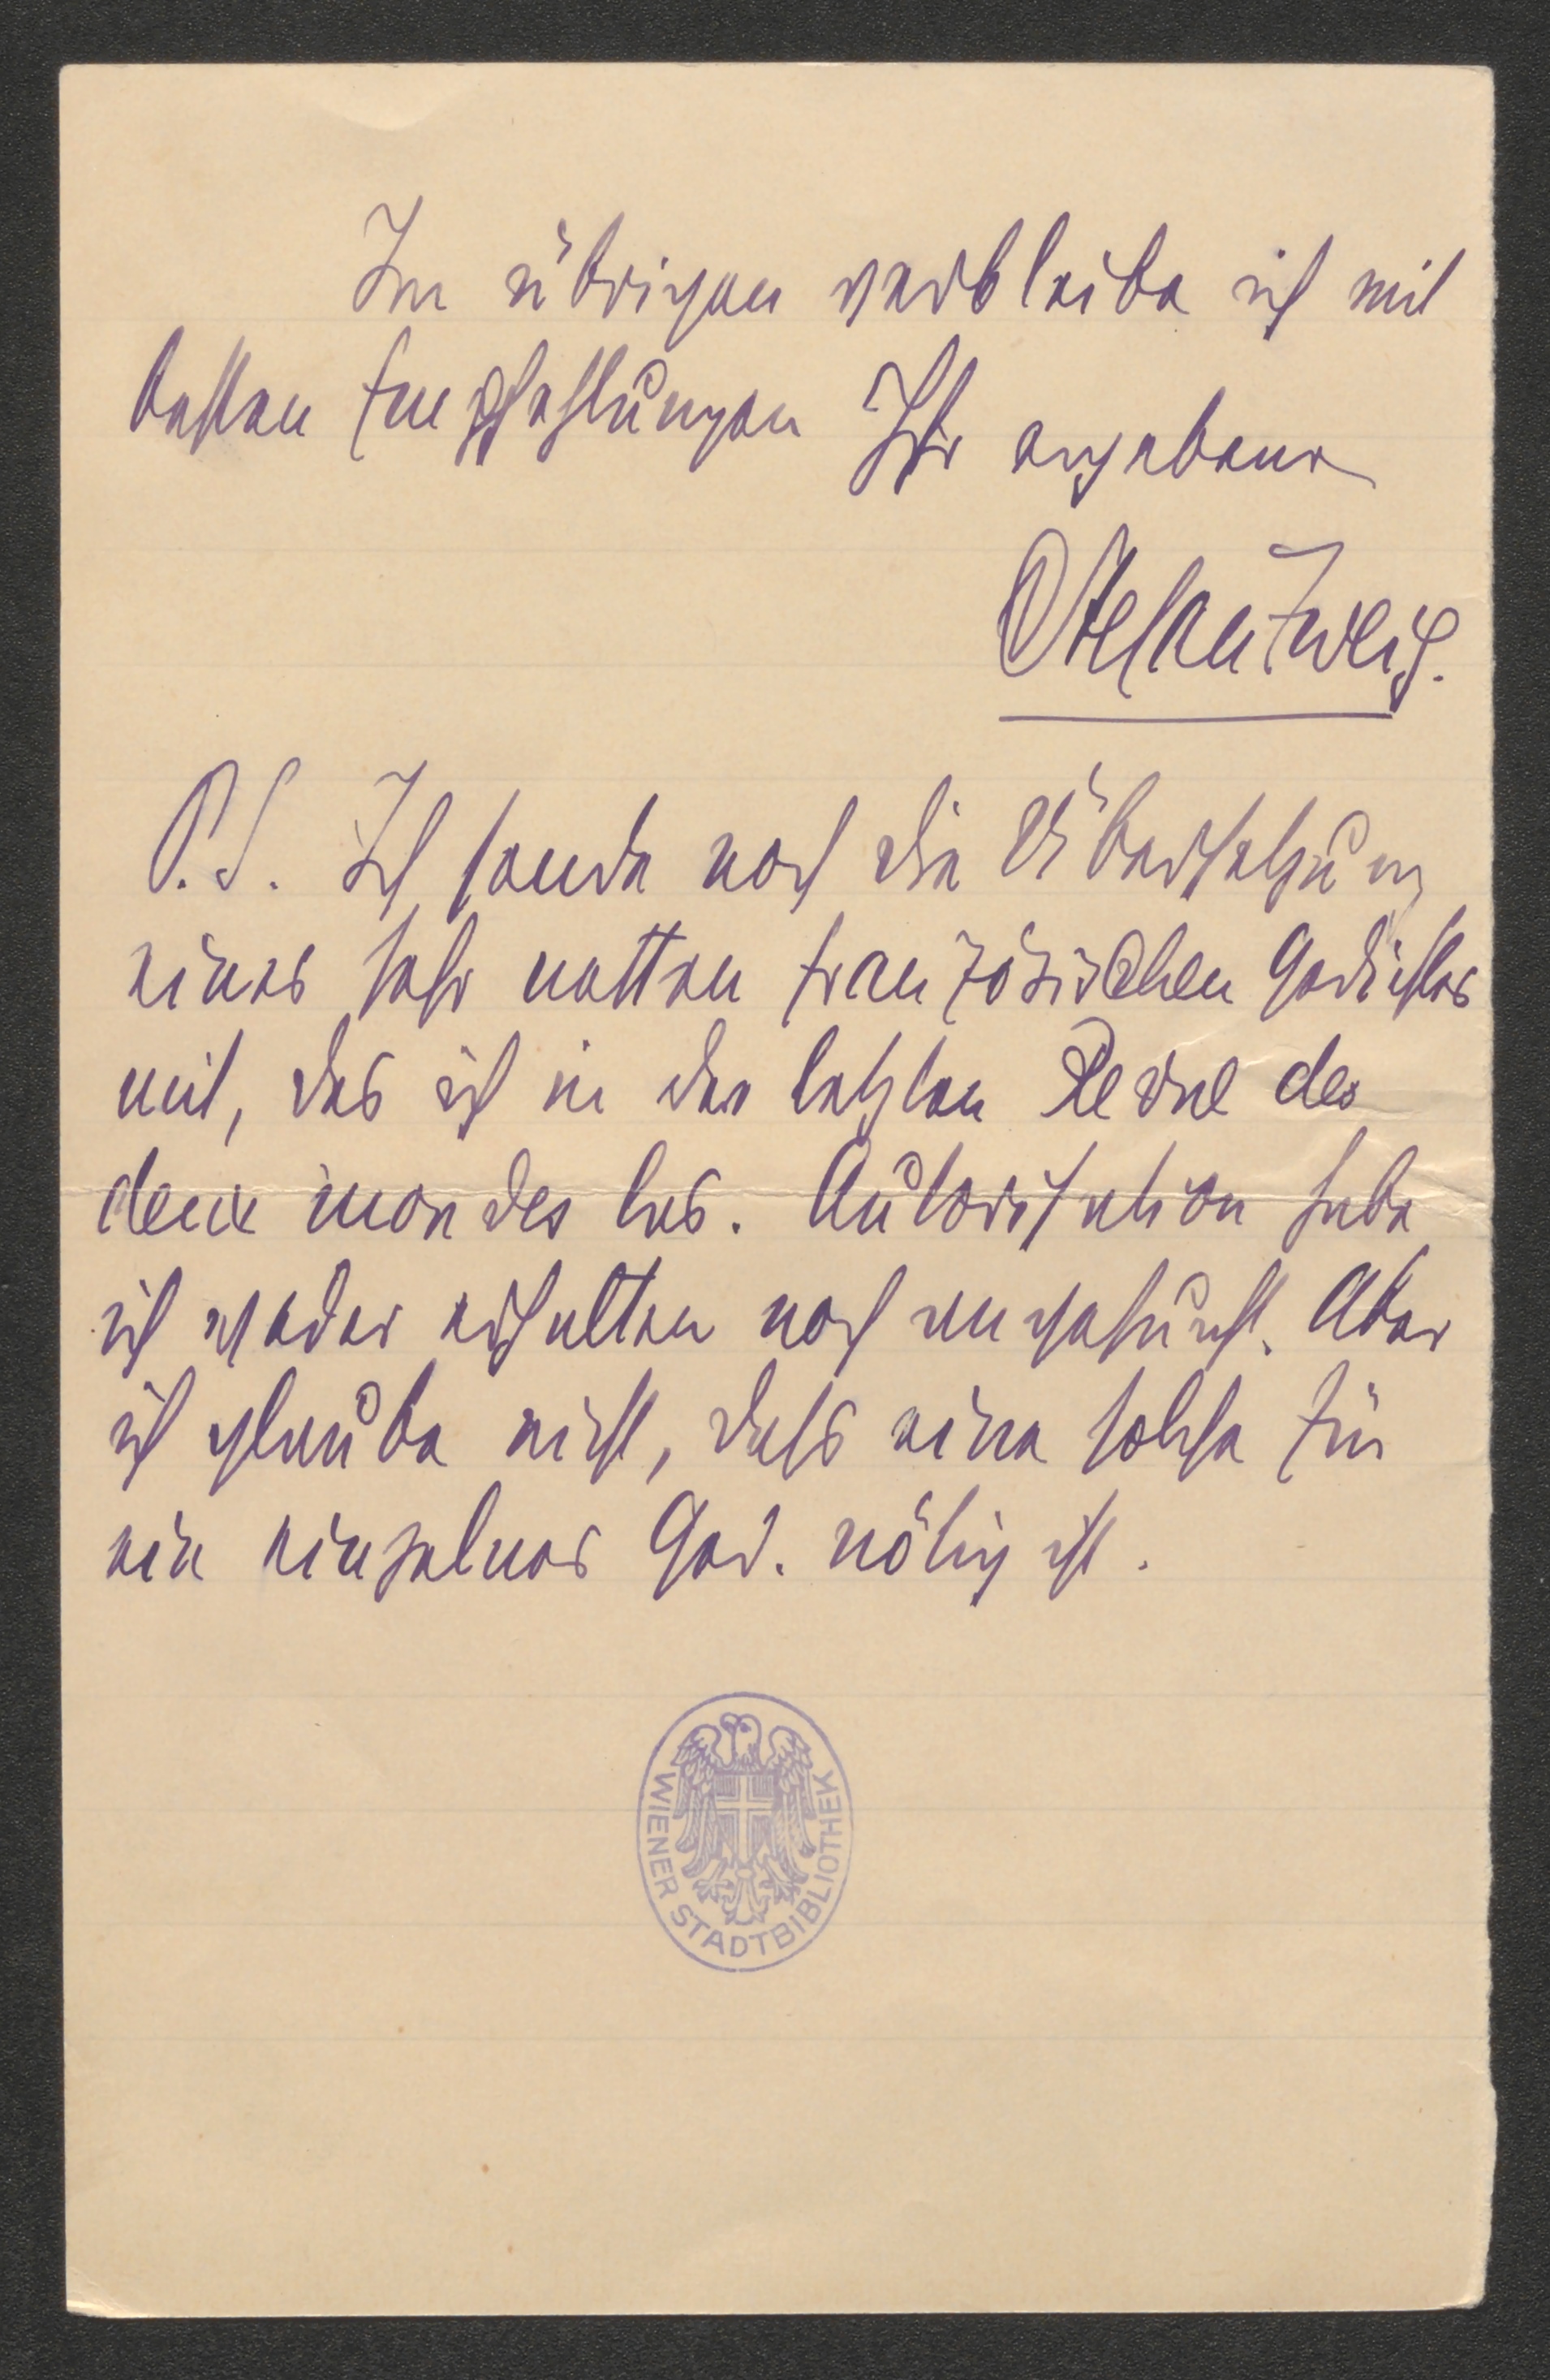 Im übrigen verbleibe ich mit
besten Empfehlungen Ihr ergebener
Stefan Zweig.
P.S. Ich sende noch die Übersetzung
eines sehr netten französischen Gedichtes
mit, das ich in der letzten Revue des
deux mondes las. Autorisation habe
ich weder erhalten noch angesucht. Aber
ich glaube nicht, dass eine solche für
ein einzelnes Ged. nötig ist.
WIENER STADTBIBLIOTHEK